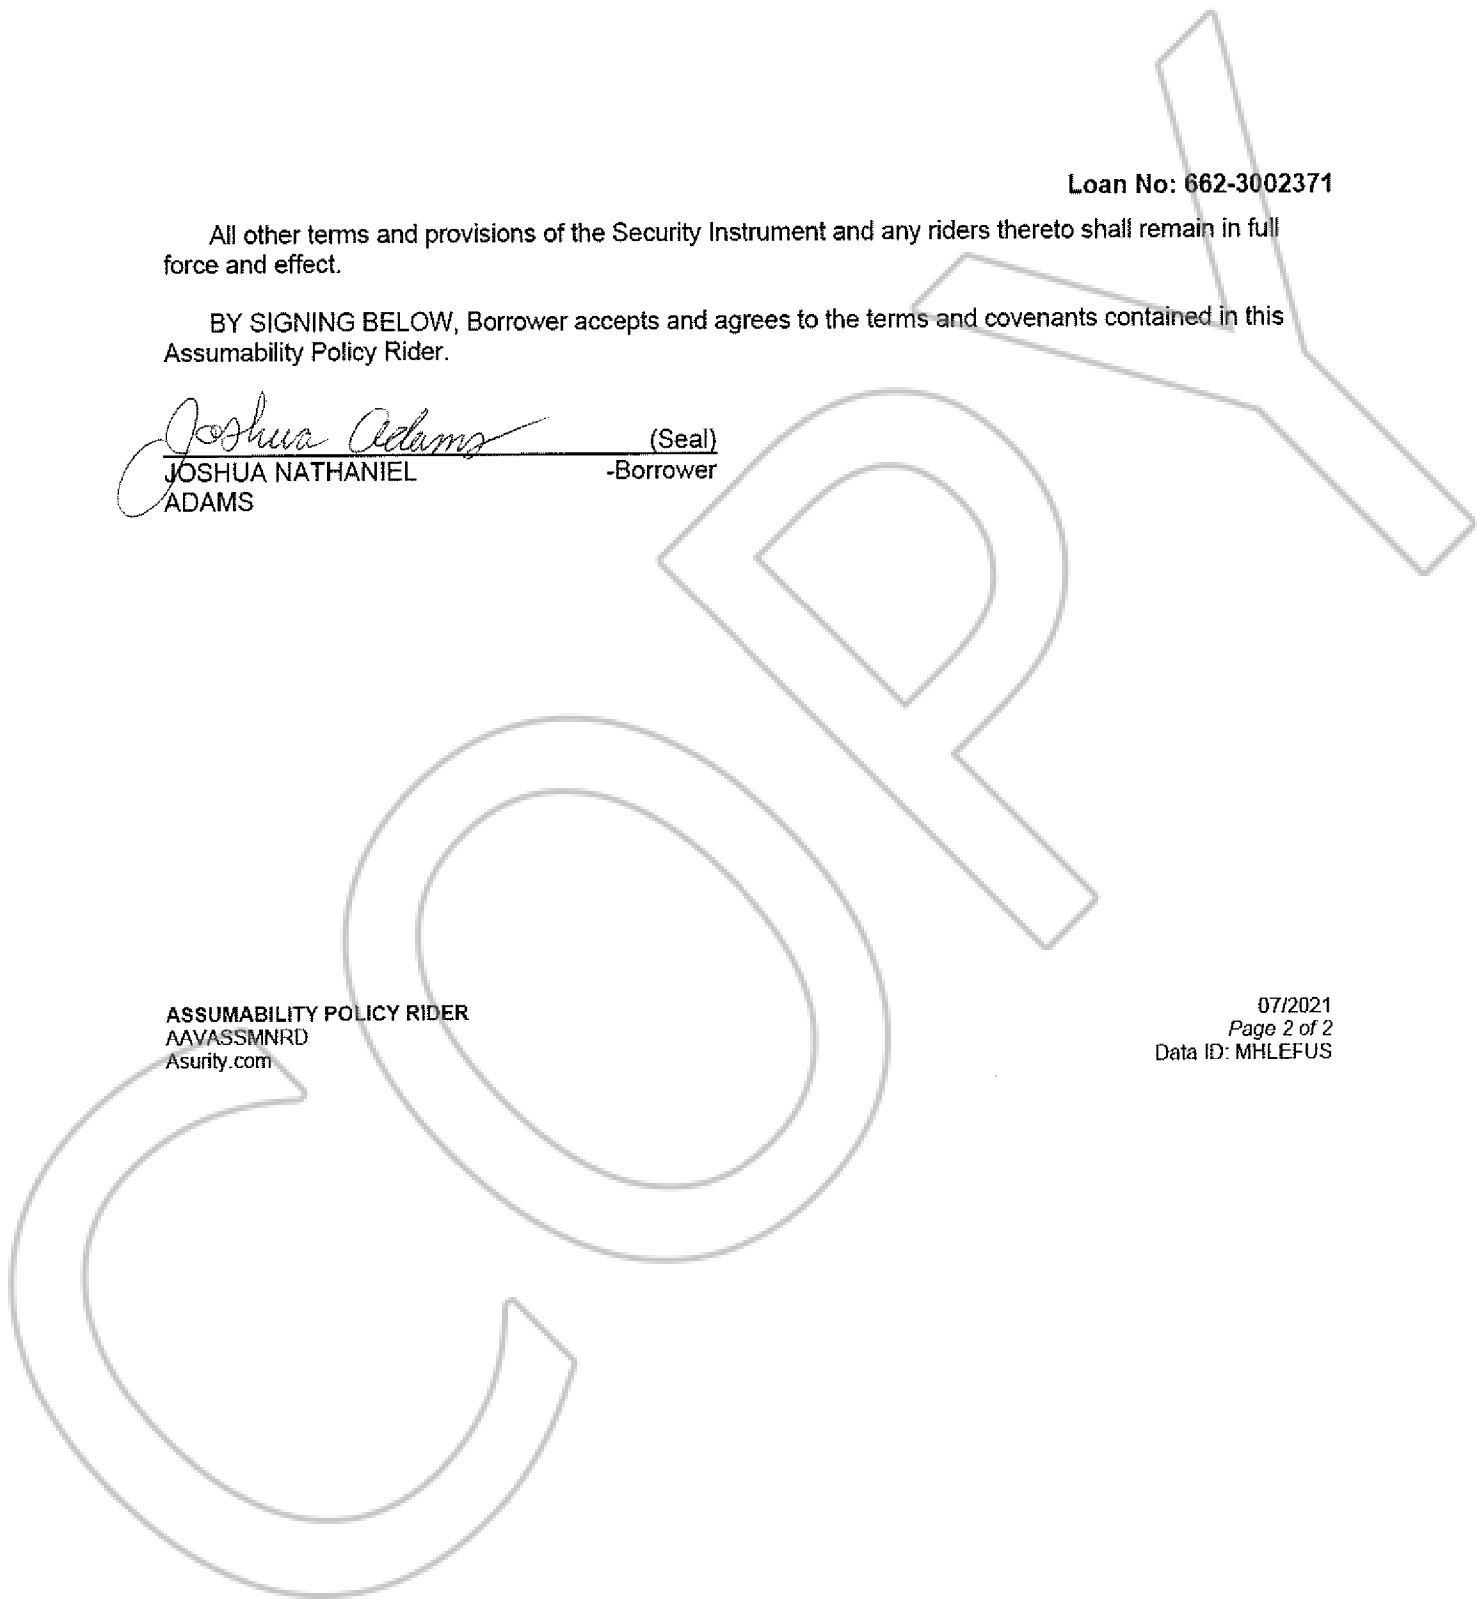 Loan No: 662-3002371
All other terms and provisions of the Security Instrument and any riders thereto shall remain in full
force and effect.
BY SIGNING BELOW, Borrower accepts and agrees to the terms and covenants contained in this
Assumability Policy Rider.
Joshua Adams (Seal)
JOSHUA NATHANIEL -Borrower
ADAMS
COPY
ASSUMABILITY POLICY RIDER 07/2021
AAVASSMNRD Page 2 of 2
Asurity.com Data ID: MHLEFUS